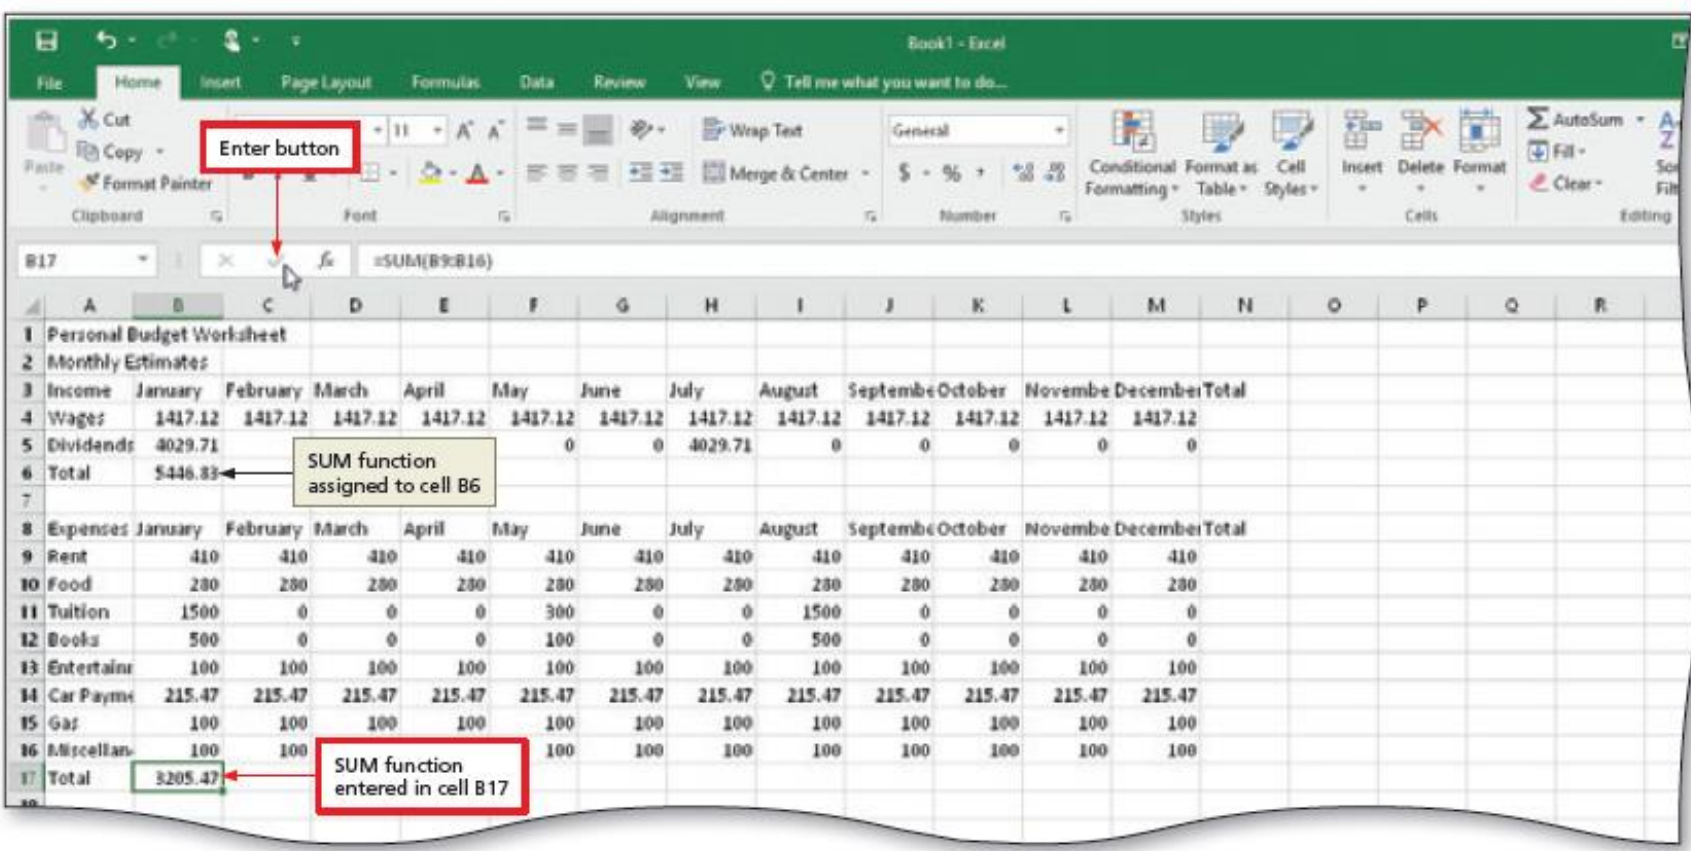 Book1 - Excel
File Home Insert Page Layout Formulas Data Review View Tell me what you want to do...
Cut
Copy
Paste
Format Painter
Clipboard
Enter button
11 A A
Font
Wrap Text
Merge & Center
Alignment
General
$ % ,
Number
Conditional Formatting
Format as Table
Cell Styles
Styles
Insert Delete Format
Cells
AutoSum
Fill
Clear
Editing
B17 fx =SUM(B9:B16)
A B C D E F G H I J K L M N O P Q R
1 Personal Budget Worksheet
2 Monthly Estimates
3 Income January February March April May June July August Septembe October Novembe December Total
4 Wages 1417.12 1417.12 1417.12 1417.12 1417.12 1417.12 1417.12 1417.12 1417.12 1417.12 1417.12 1417.12
5 Dividends 4029.71 0 0 4029.71 0 0 0 0 0
6 Total 5446.83
SUM function
assigned to cell B6
7
8 Expenses January February March April May June July August Septembe October Novembe December Total
9 Rent 410 410 410 410 410 410 410 410 410 410 410 410
10 Food 280 280 280 280 280 280 280 280 280 280 280 280
11 Tuition 1500 0 0 0 300 0 0 1500 0 0 0 0
12 Books 500 0 0 0 100 0 0 500 0 0 0 0
13 Entertainr 100 100 100 100 100 100 100 100 100 100 100 100
14 Car Payme 215.47 215.47 215.47 215.47 215.47 215.47 215.47 215.47 215.47 215.47 215.47 215.47
15 Gas 100 100 100 100 100 100 100 100 100 100 100 100
16 Miscellan 100 100 100 100 100 100 100 100 100 100
17 Total 3205.47
SUM function
entered in cell B17